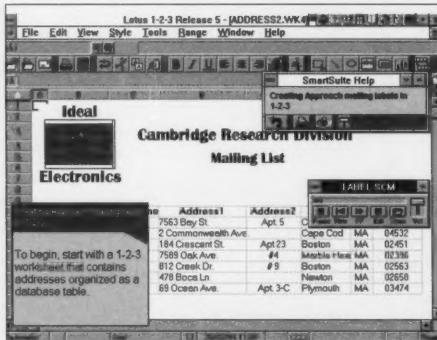 Lotus 1-2-3 Release 5 - [ADDRESS2.WK4]
File Edit View Style Tools Range Window Help
SmartSuite Help
Creating Approach mailing labels in
1-2-3
Ideal
Electronics
Cambridge Research Division
Mailing List
LABEL.SCM
Address1 Address2
7563 Bay St. Apt. 5
2 Commonwealth Ave. Cape Cod MA 04532
184 Crescent St. Apt 23 Boston MA 02451
7589 Oak Ave. #4 Marble Hea MA 02396
812 Creek Dr. # 9 Boston MA 02563
478 Boca Ln Newton MA 02658
69 Ocean Ave. Apt. 3-C Plymouth MA 03474
To begin, start with a 1-2-3
worksheet that contains
addresses organized as a
database table.